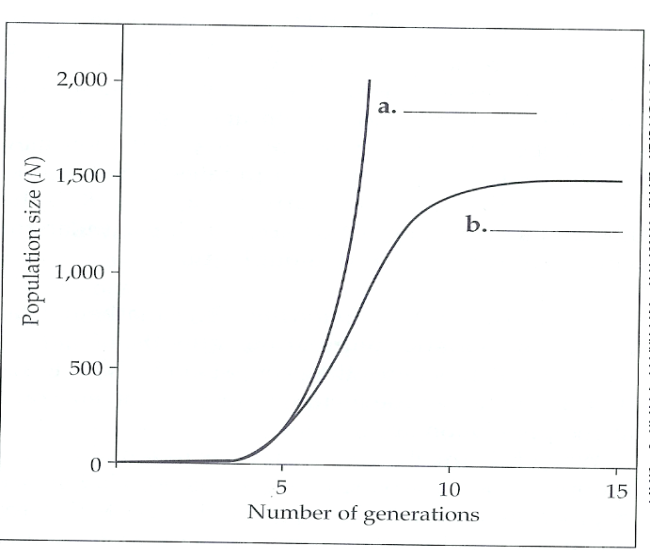 2,000
a.
1,500
b.
1,000
500
0
5
10
15
Number of generations
Population size (N)